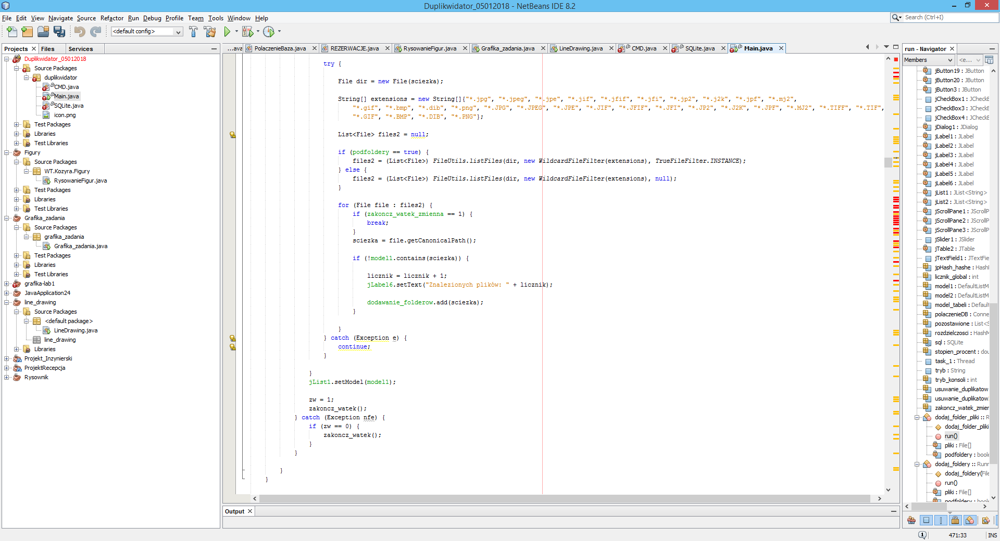 Duplikwidator_05012018 - NetBeans IDE 8.2
File Edit View Navigate Source Refactor Run Debug Profile Team Tools Window Help
Search (Ctrl+I)
<default config>
Projects
Files
Services
Duplikwidator_05012018
Source Packages
duplikwidator
CMD.java
Main.java
SQLite.java
icon.png
Test Packages
Libraries
Test Libraries
Figury
Source Packages
WT.Kozyra.Figury
RysowanieFigur.java
Test Packages
Libraries
Test Libraries
Grafika_zadania
Source Packages
grafika_zadania
Grafika_zadania.java
Test Packages
Libraries
Test Libraries
grafika-lab1
JavaApplication24
line_drawing
Source Packages
<default package>
LineDrawing.java
line_drawing
Libraries
Projekt_Inzynierski
ProjektRecepcja
Rysownik
...ava PolaczenieBaza.java REZERWACJE.java RysowanieFigur.java Grafika_zadania.java LineDrawing.java CMD.java SQLite.java Main.java
try {
File dir = new File(sciezka);
String[] extensions = new String[]{"*.jpg", "*.jpeg", "*.jpe", "*.jif", "*.jfif", "*.jfi", "*.jp2", "*.j2k", "*.jpf", "*.mj2",
"*.gif", "*.bmp", "*.dib", "*.png", "*.JPG", "*.JPEG", "*.JPE", "*.JIF", "*.JFIF", "*.JFI", "*.JP2", "*.J2K", "*.JPF", "*.MJ2", "*.TIFF", "*.TIF",
"*.GIF", "*.BMP", "*.DIB", "*.PNG"};
List<File> files2 = null;
if (podfoldery == true) {
files2 = (List<File>) FileUtils.listFiles(dir, new WildcardFileFilter(extensions), TrueFileFilter.INSTANCE);
} else {
files2 = (List<File>) FileUtils.listFiles(dir, new WildcardFileFilter(extensions), null);
}
for (File file : files2) {
if (zakoncz_watek_zmienna == 1) {
break;
}
sciezka = file.getCanonicalPath();
if (!model1.contains(sciezka)) {
licznik = licznik + 1;
jLabel6.setText("Znalezionych plików: " + licznik);
dodawanie_folderow.add(sciezka);
}
}
} catch (Exception e) {
continue;
}
}
jList1.setModel(model1);
zw = 1;
zakoncz_watek();
} catch (Exception nfe) {
if (zw == 0) {
zakoncz_watek();
}
}
}
}
Output
run - Navigator
Members
<e...
jButton19 : JButton
jButton20 : JButton
jButton3 : JButton
jCheckBox1 : JCheckE
jCheckBox3 : JCheckE
jCheckBox4 : JCheckE
jDialog1 : JDialog
jLabel1 : JLabel
jLabel2 : JLabel
jLabel3 : JLabel
jLabel4 : JLabel
jLabel5 : JLabel
jLabel6 : JLabel
jList1 : JList<String>
jList2 : JList<String>
jScrollPane1 : JScrollP
jScrollPane2 : JScrollP
jScrollPane3 : JScrollP
jSlider1 : JSlider
jTable2 : JTable
jTextField1 : JTextFie
jpHash_hashe : Hash
licznik_global : int
model1 : DefaultListM
model2 : DefaultListM
model_tabeli : Default
polaczenieDB : Conne
pozostawione : List<S
rozdzielczosci : HashM
sql : SQLite
stopien_procent : dou
task_1 : Thread
tryb : String
tryb_konsoli : int
usuwanie_duplikatow
usuwanie_duplikatow
zakoncz_watek_zmier
dodaj_folder_pliki :: R
dodaj_folder_pliki
run()
pliki : File[]
podfoldery : boole
dodaj_foldery :: Runr
dodaj_foldery(File
run()
pliki : File[]
podfoldery : boole
1
471:33
INS